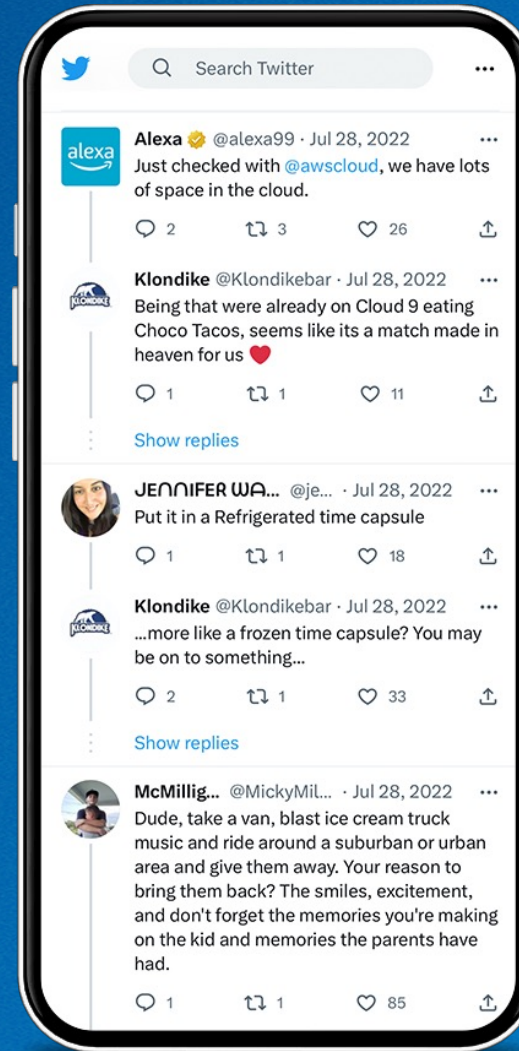 Search Twitter
alexa
Alexa @alexa99 · Jul 28, 2022
Just checked with @awscloud, we have lots
of space in the cloud.
2 3 26
KLONDIKE
Klondike @Klondikebar · Jul 28, 2022
Being that were already on Cloud 9 eating
Choco Tacos, seems like its a match made in
heaven for us ❤️
1 1 11
Show replies
JENNIFER WA... @je... · Jul 28, 2022
Put it in a Refrigerated time capsule
1 1 18
KLONDIKE
Klondike @Klondikebar · Jul 28, 2022
...more like a frozen time capsule? You may
be on to something...
2 1 33
Show replies
McMillig... @MickyMil... · Jul 28, 2022
Dude, take a van, blast ice cream truck
music and ride around a suburban or urban
area and give them away. Your reason to
bring them back? The smiles, excitement,
and don't forget the memories you're making
on the kid and memories the parents have
had.
1 1 85